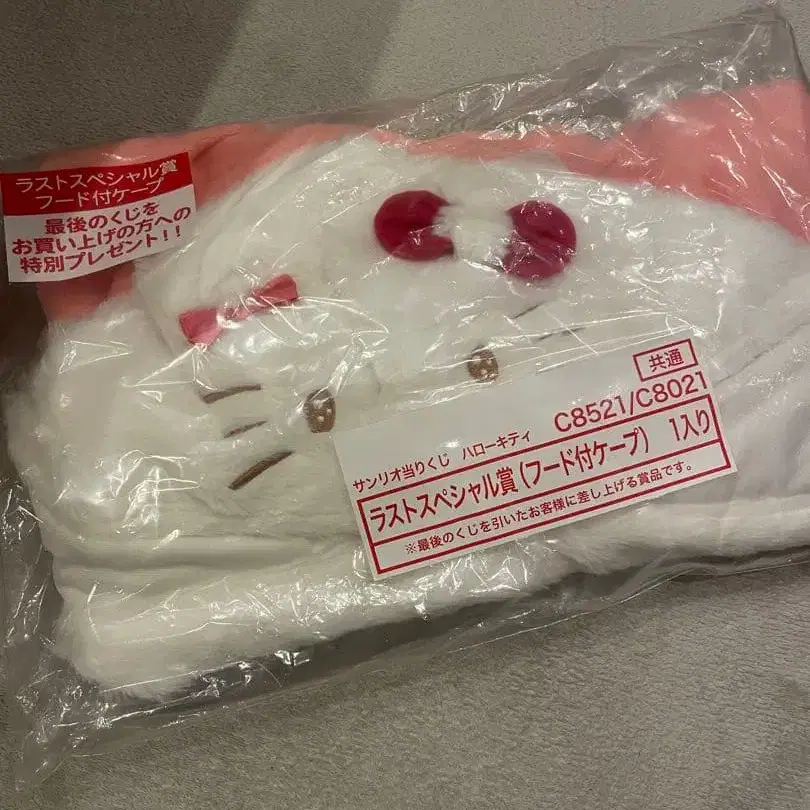 ラストスペシャル賞
フード付ケープ
最後のくじを
お買い上げの方への
特別プレゼント!!
共通
サンリオ当りくじ ハローキティ C8521/C8021
ラストスペシャル賞(フード付ケープ) 1入り
※最後のくじを引いたお客様に差し上げる賞品です。